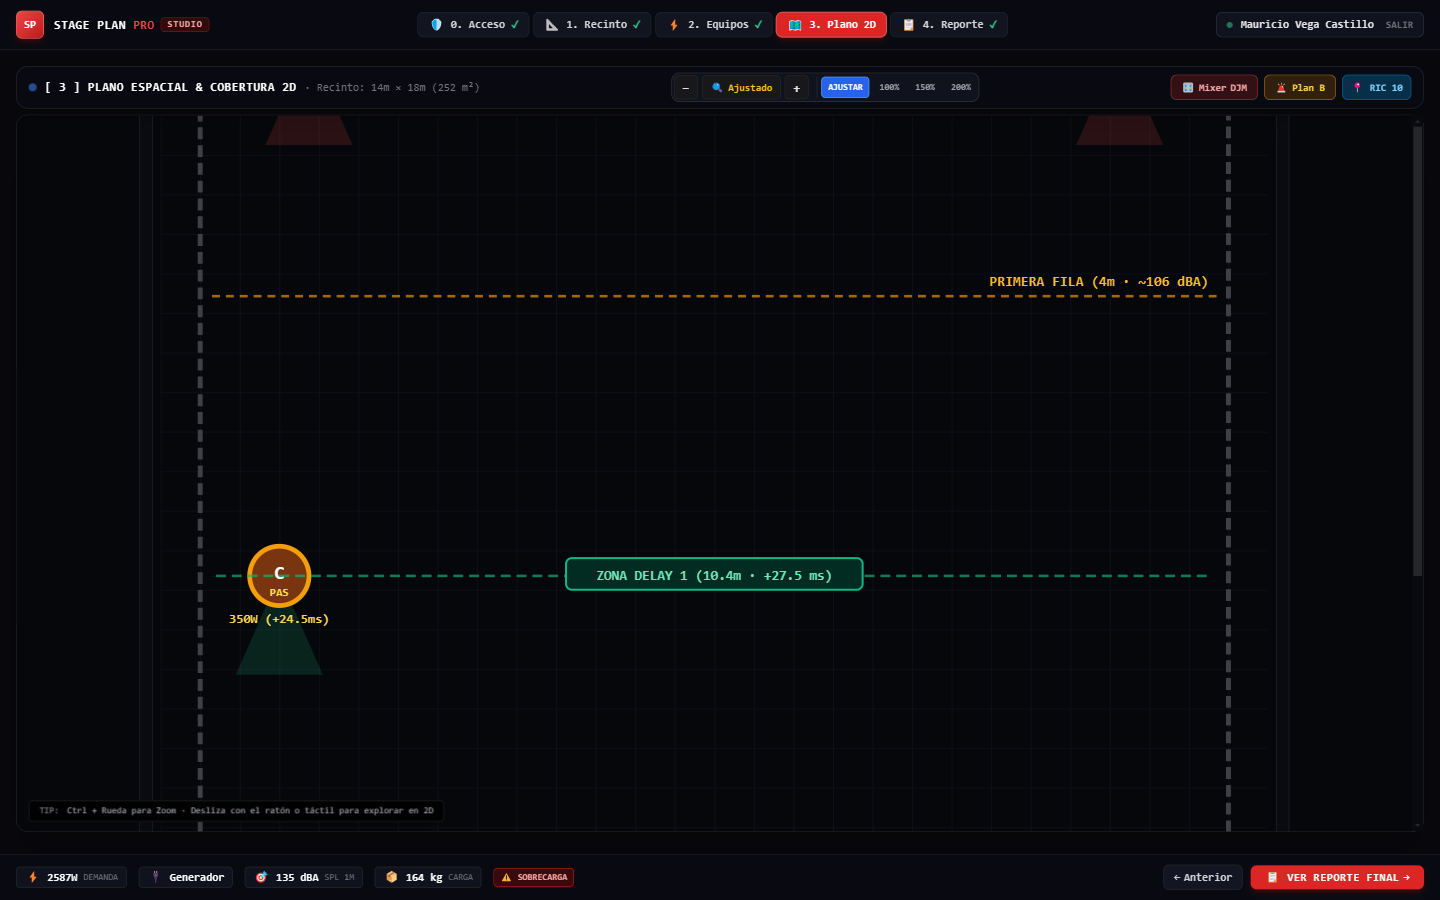 SP STAGE PLAN PRO STUDIO
0. Acceso ✓ 1. Recinto ✓ 2. Equipos ✓ 3. Plano 2D 4. Reporte ✓
Mauricio Vega Castillo SALIR
[ 3 ] PLANO ESPACIAL & COBERTURA 2D · Recinto: 14m × 18m (252 m²)
− Ajustado + AJUSTAR 100% 150% 200%
Mixer DJM Plan B RIC 10
PRIMERA FILA (4m · ~106 dBA)
C
PAS
ZONA DELAY 1 (10.4m · +27.5 ms)
350W (+24.5ms)
TIP: Ctrl + Rueda para Zoom · Desliza con el ratón o táctil para explorar en 2D
2587W DEMANDA Generador 135 dBA SPL 1M 164 kg CARGA SOBRECARGA
← Anterior VER REPORTE FINAL →